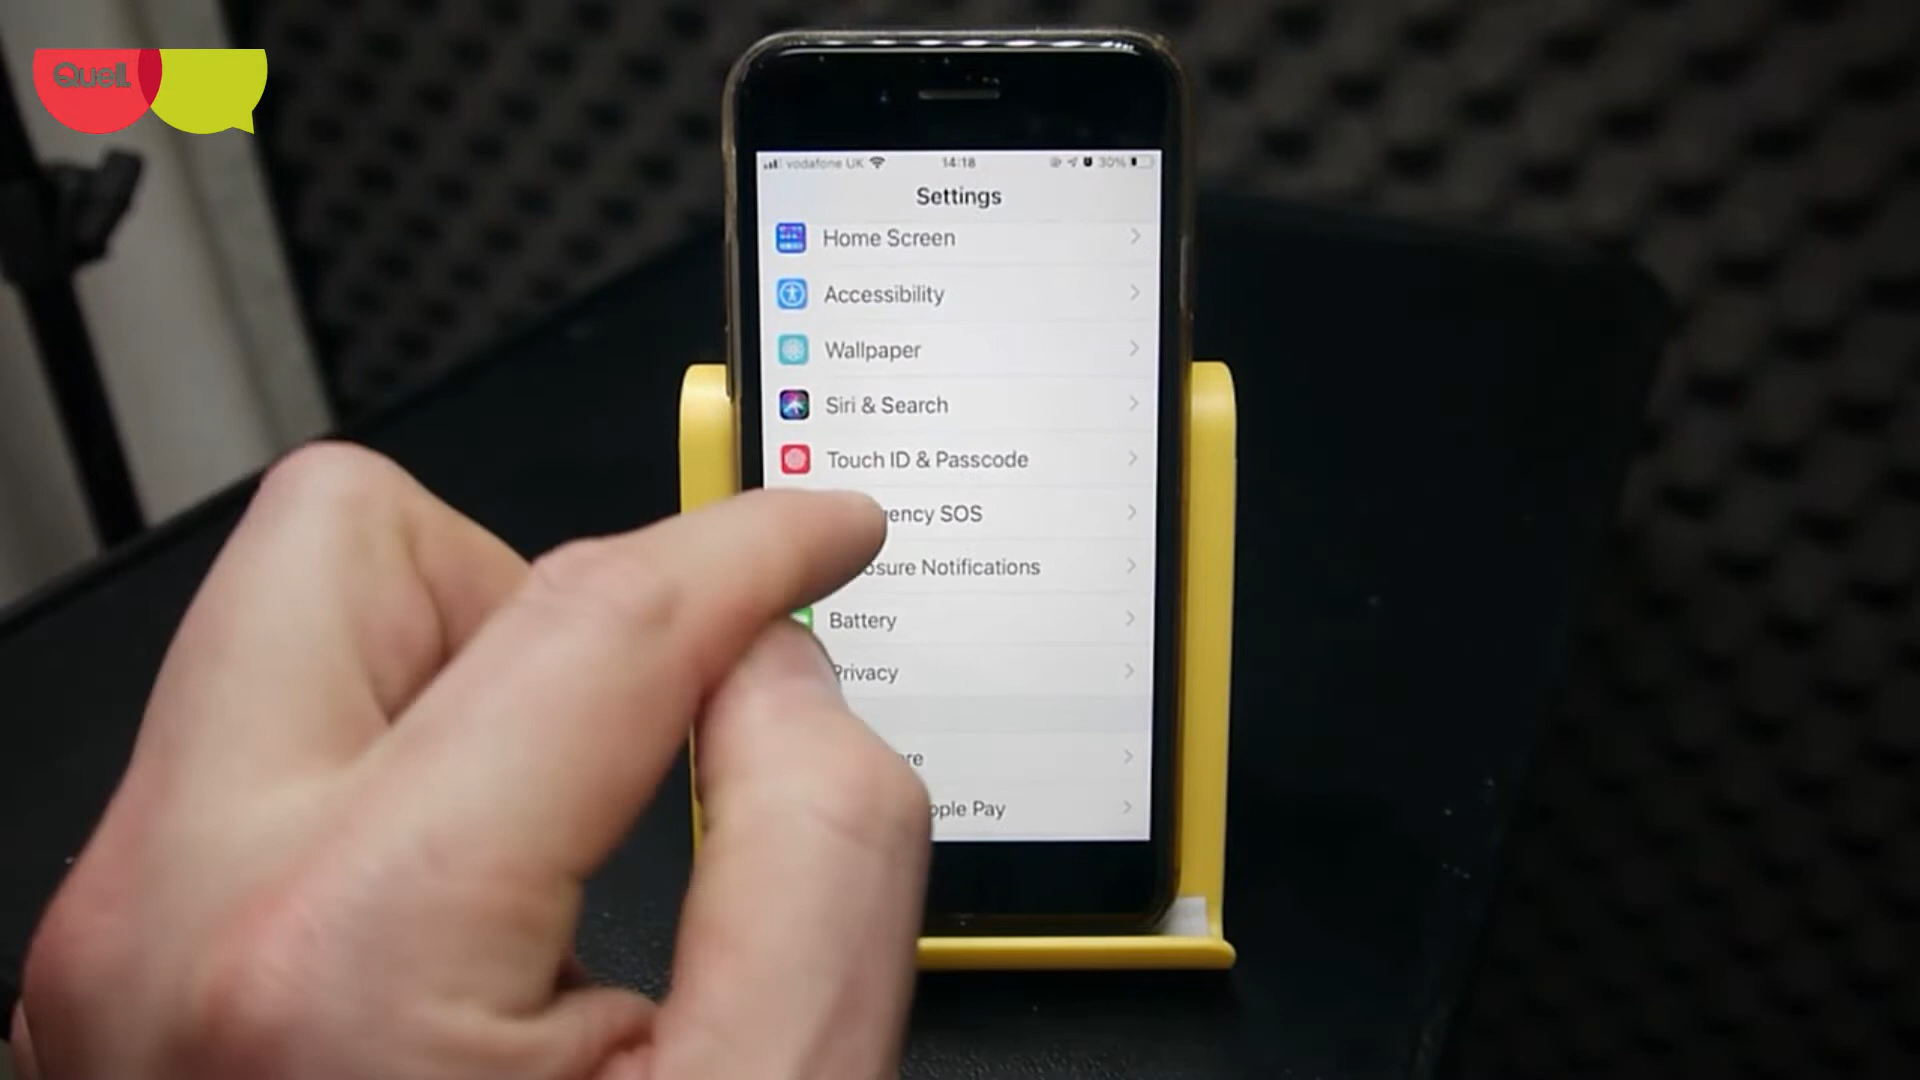 Quell
vodafone UK 14:18 30%
Settings
Home Screen
Accessibility
Wallpaper
Siri & Search
Touch ID & Passcode
gency SOS
osure Notifications
Battery
Privacy
re
pple Pay